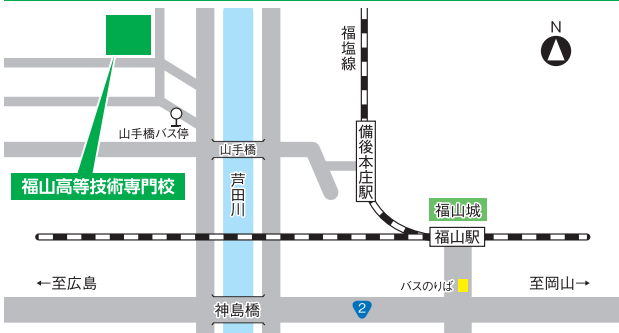 N
福塩線
山手橋バス停
山手橋
備後本庄駅
福山高等技術専門校
芦田川
福山城
福山駅
←至広島
バスのりば
至岡山→
神島橋
2